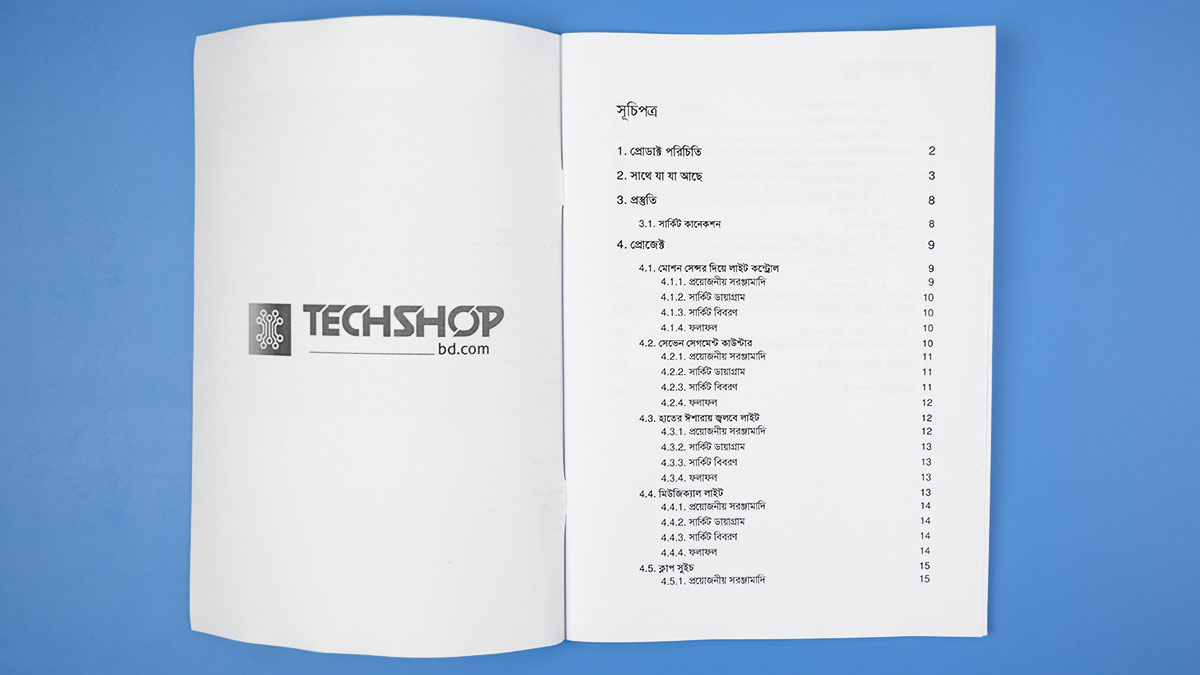 TECHSHOP
bd.com
সূচিপত্র
1. প্রোডাক্ট পরিচিতি 2
2. সাথে যা যা আছে 3
3. প্রস্তুতি 8
3.1. সার্কিট কানেকশন 8
4. প্রোজেক্ট 9
4.1. মোশন সেন্সর দিয়ে লাইট কন্ট্রোল 9
4.1.1. প্রয়োজনীয় সরঞ্জামাদি 9
4.1.2. সার্কিট ডায়াগ্রাম 10
4.1.3. সার্কিট বিবরণ 10
4.1.4. ফলাফল 10
4.2. সেভেন সেগমেন্ট কাউন্টার 10
4.2.1. প্রয়োজনীয় সরঞ্জামাদি 11
4.2.2. সার্কিট ডায়াগ্রাম 11
4.2.3. সার্কিট বিবরণ 11
4.2.4. ফলাফল 12
4.3. হাতের ঈশারায় জ্বলবে লাইট 12
4.3.1. প্রয়োজনীয় সরঞ্জামাদি 12
4.3.2. সার্কিট ডায়াগ্রাম 13
4.3.3. সার্কিট বিবরণ 13
4.3.4. ফলাফল 13
4.4. মিউজিক্যাল লাইট 13
4.4.1. প্রয়োজনীয় সরঞ্জামাদি 14
4.4.2. সার্কিট ডায়াগ্রাম 14
4.4.3. সার্কিট বিবরণ 14
4.4.4. ফলাফল 14
4.5. ক্লাপ সুইচ 15
4.5.1. প্রয়োজনীয় সরঞ্জামাদি 15